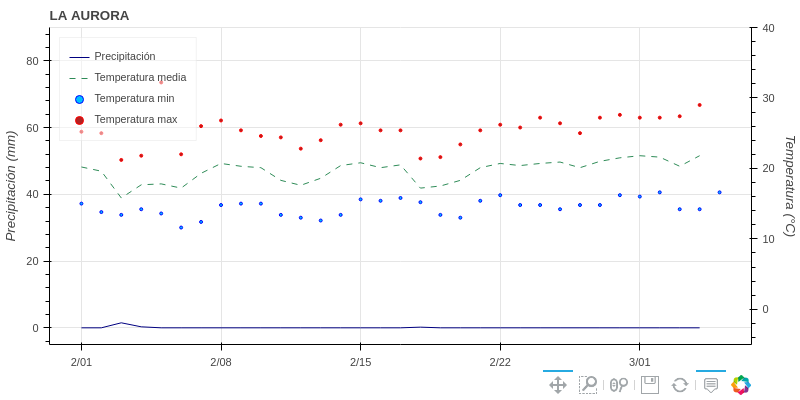 LA AURORA
Precipitación
Temperatura media
Temperatura min
Temperatura max
Precipitación (mm)
80
60
40
20
0
40
30
20
10
0
Temperatura (°C)
2/01
2/08
2/15
2/22
3/01